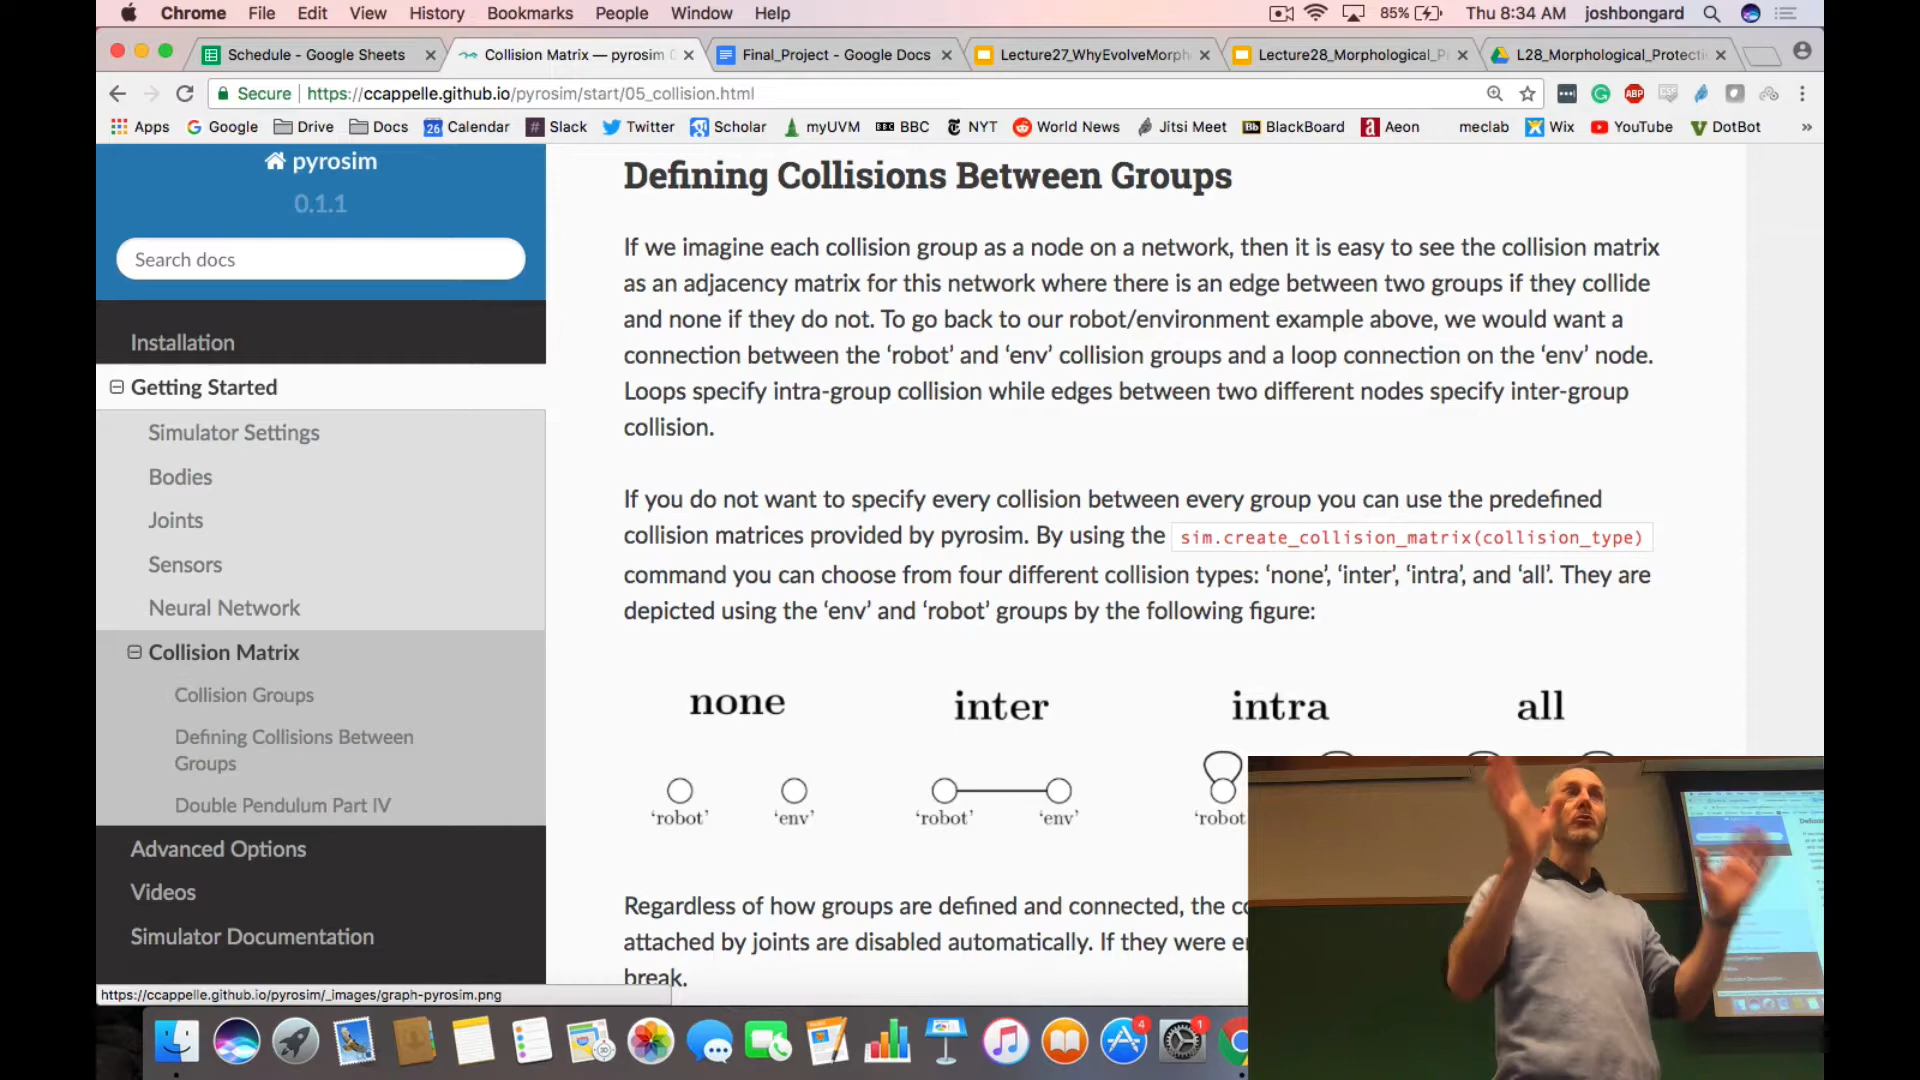 Chrome File Edit View History Bookmarks People Window Help 85% Thu 8:34 AM joshbongard
Schedule - Google Sheets Collision Matrix — pyrosim Final_Project - Google Docs Lecture27_WhyEvolveMorph Lecture28_Morphological_P L28_Morphological_Protecti
Secure https://ccappelle.github.io/pyrosim/start/05_collision.html ABP
Apps Google Drive Docs 26 Calendar Slack Twitter Scholar myUVM BBC BBC NYT World News Jitsi Meet Bb BlackBoard a Aeon meclab Wix YouTube DotBot »
pyrosim
0.1.1
Search docs
Installation
Getting Started
Simulator Settings
Bodies
Joints
Sensors
Neural Network
Collision Matrix
Collision Groups
Defining Collisions Between
Groups
Double Pendulum Part IV
Advanced Options
Videos
Simulator Documentation
Defining Collisions Between Groups
If we imagine each collision group as a node on a network, then it is easy to see the collision matrix
as an adjacency matrix for this network where there is an edge between two groups if they collide
and none if they do not. To go back to our robot/environment example above, we would want a
connection between the ‘robot’ and ‘env’ collision groups and a loop connection on the ‘env’ node.
Loops specify intra-group collision while edges between two different nodes specify inter-group
collision.
If you do not want to specify every collision between every group you can use the predefined
collision matrices provided by pyrosim. By using the sim.create_collision_matrix(collision_type)
command you can choose from four different collision types: ‘none’, ‘inter’, ‘intra’, and ‘all’. They are
depicted using the ‘env’ and ‘robot’ groups by the following figure:
none inter intra all
‘robot’ ‘env’ ‘robot’ ‘env’ ‘robot
Regardless of how groups are defined and connected, the
attached by joints are disabled automatically. If they were
break.
https://ccappelle.github.io/pyrosim/_images/graph-pyrosim.png
4 1